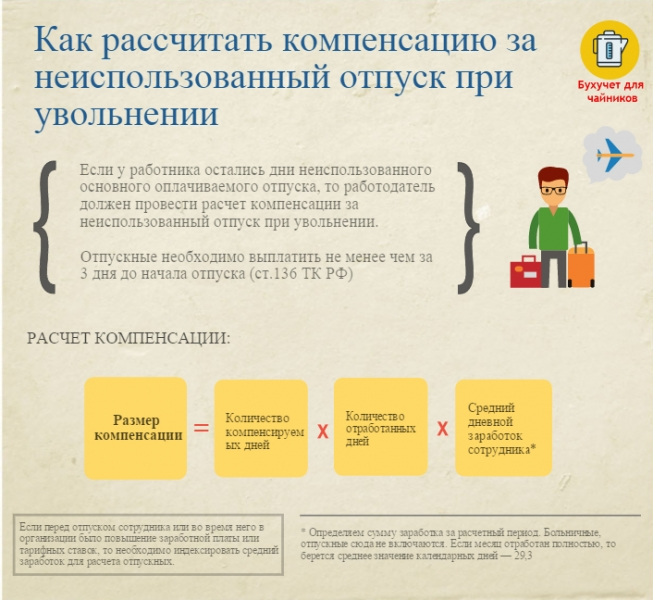 Как рассчитать компенсацию за
неиспользованный отпуск при
увольнении
Бухучет для
чайников
Если у работника остались дни неиспользованного
основного оплачиваемого отпуска, то работодатель
должен провести расчет компенсации за
неиспользованный отпуск при увольнении.
Отпускные необходимо выплатить не менее чем за
3 дня до начала отпуска (ст.136 ТК РФ)
РАСЧЕТ КОМПЕНСАЦИИ:
Размер
компенсации
=
Количество
компенсируем
ых дней
x
Количество
отработанных
дней
x
Средний
дневной
заработок
сотрудника*
Если перед отпуском сотрудника или во время него в
организации было повышение заработной платы или
тарифных ставок, то необходимо индексировать средний
заработок для расчета отпускных.
* Определяем сумму заработка за расчетный период. Больничные,
отпускные сюда не включаются. Если месяц отработан полностью, то
берется среднее значение календарных дней — 29,3